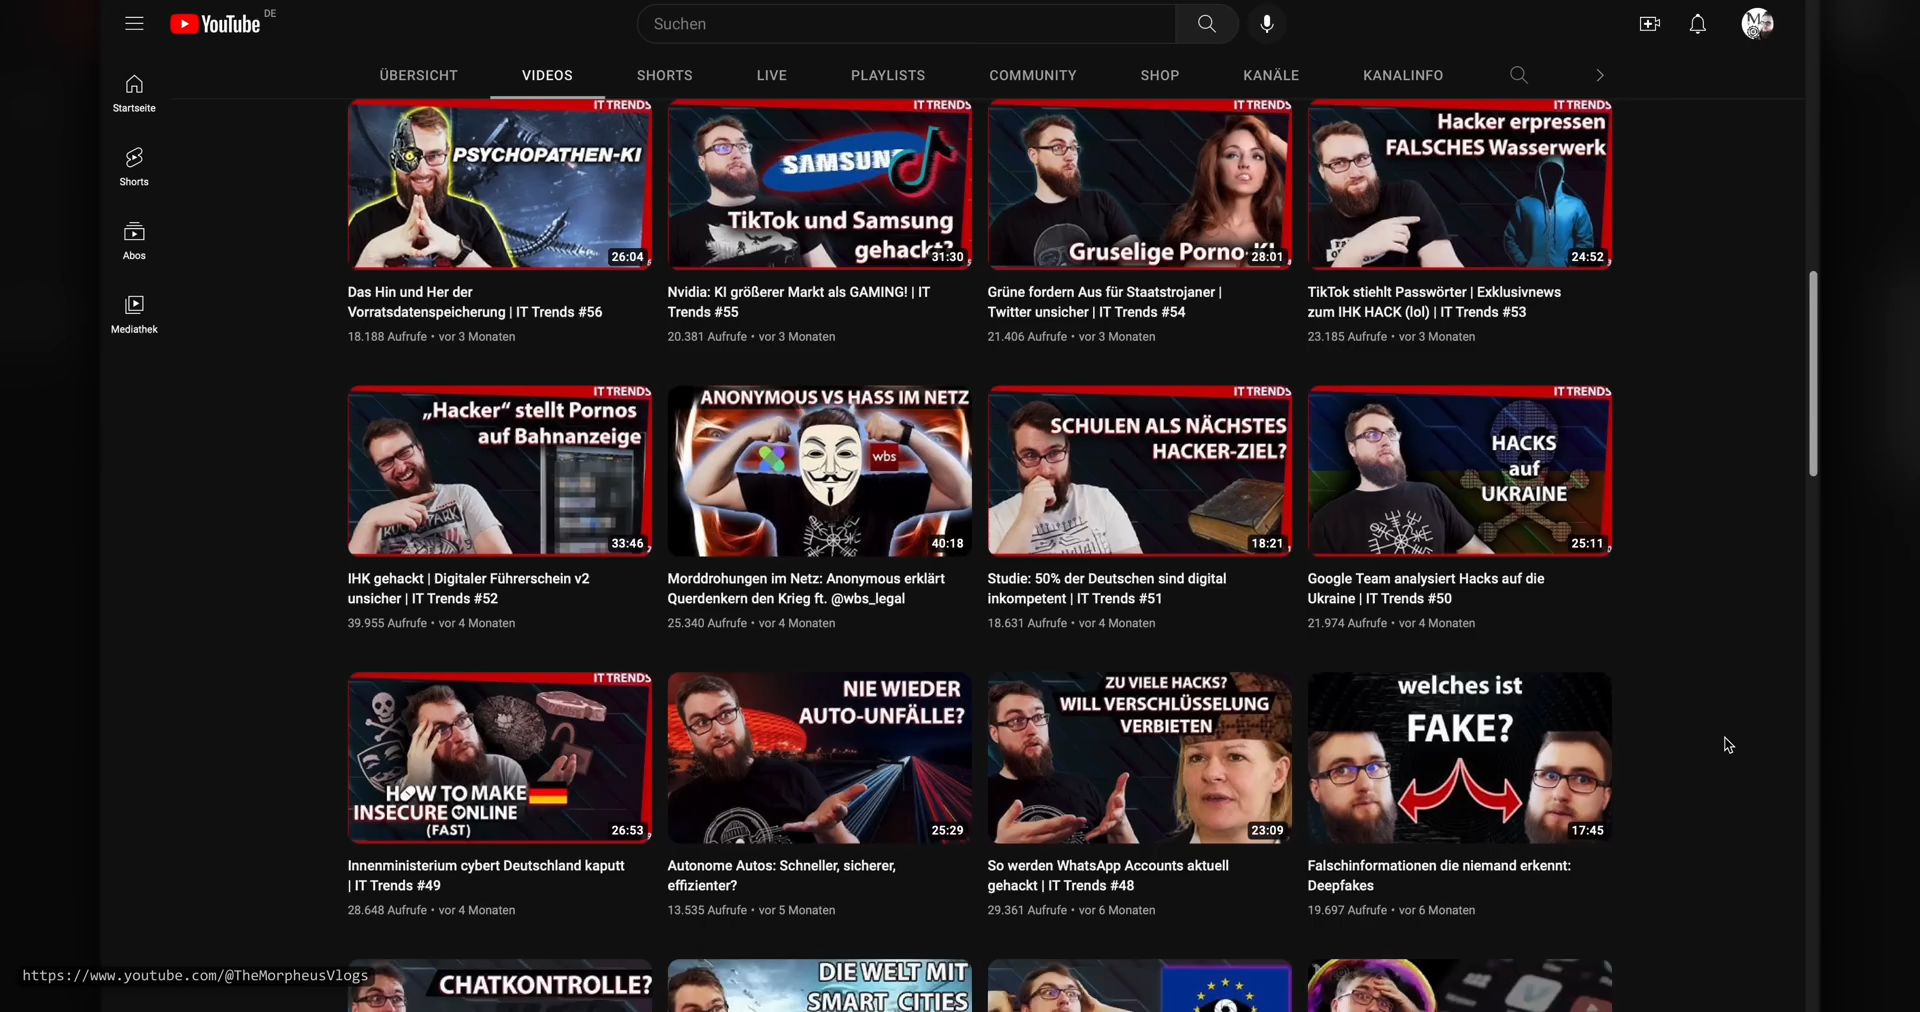 YouTube DE
Suchen
ÜBERSICHT
VIDEOS
SHORTS
LIVE
PLAYLISTS
COMMUNITY
SHOP
KANÄLE
KANALINFO
Startseite
Shorts
Abos
Mediathek
IT TRENDS
PSYCHOPATHEN-KI
26:04
Das Hin und Her der
Vorratsdatenspeicherung | IT Trends #56
18.188 Aufrufe • vor 3 Monaten
IT TRENDS
SAMSUNG
TikTok und Samsung
gehackt?
31:30
Nvidia: KI größerer Markt als GAMING! | IT
Trends #55
20.381 Aufrufe • vor 3 Monaten
IT TRENDS
Gruselige Porno-KI
28:01
Grüne fordern Aus für Staatstrojaner |
Twitter unsicher | IT Trends #54
21.406 Aufrufe • vor 3 Monaten
IT TRENDS
Hacker erpressen
FALSCHES Wasserwerk
24:52
TikTok stiehlt Passwörter | Exklusivnews
zum IHK HACK (lol) | IT Trends #53
23.185 Aufrufe • vor 3 Monaten
IT TRENDS
„Hacker“ stellt Pornos
auf Bahnanzeige
33:46
IHK gehackt | Digitaler Führerschein v2
unsicher | IT Trends #52
39.955 Aufrufe • vor 4 Monaten
ANONYMOUS VS HASS IM NETZ
wbs
40:18
Morddrohungen im Netz: Anonymous erklärt
Querdenkern den Krieg ft. @wbs_legal
25.340 Aufrufe • vor 4 Monaten
IT TRENDS
SCHULEN ALS NÄCHSTES
HACKER-ZIEL?
18:21
Studie: 50% der Deutschen sind digital
inkompetent | IT Trends #51
18.631 Aufrufe • vor 4 Monaten
IT TRENDS
HACKS
auf
UKRAINE
25:11
Google Team analysiert Hacks auf die
Ukraine | IT Trends #50
21.974 Aufrufe • vor 4 Monaten
IT TRENDS
HOW TO MAKE
INSECURE ONLINE
(FAST)
26:53
Innenministerium cybert Deutschland kaputt
| IT Trends #49
28.648 Aufrufe • vor 4 Monaten
NIE WIEDER
AUTO-UNFÄLLE?
25:29
Autonome Autos: Schneller, sicherer,
effizienter?
13.535 Aufrufe • vor 5 Monaten
ZU VIELE HACKS?
WILL VERSCHLÜSSELUNG
VERBIETEN
23:09
So werden WhatsApp Accounts aktuell
gehackt | IT Trends #48
29.361 Aufrufe • vor 6 Monaten
welches ist
FAKE?
17:45
Falschinformationen die niemand erkennt:
Deepfakes
19.697 Aufrufe • vor 6 Monaten
https://www.youtube.com/@TheMorpheusVlogs
CHATKONTROLLE?
DIE WELT MIT
SMART CITIES